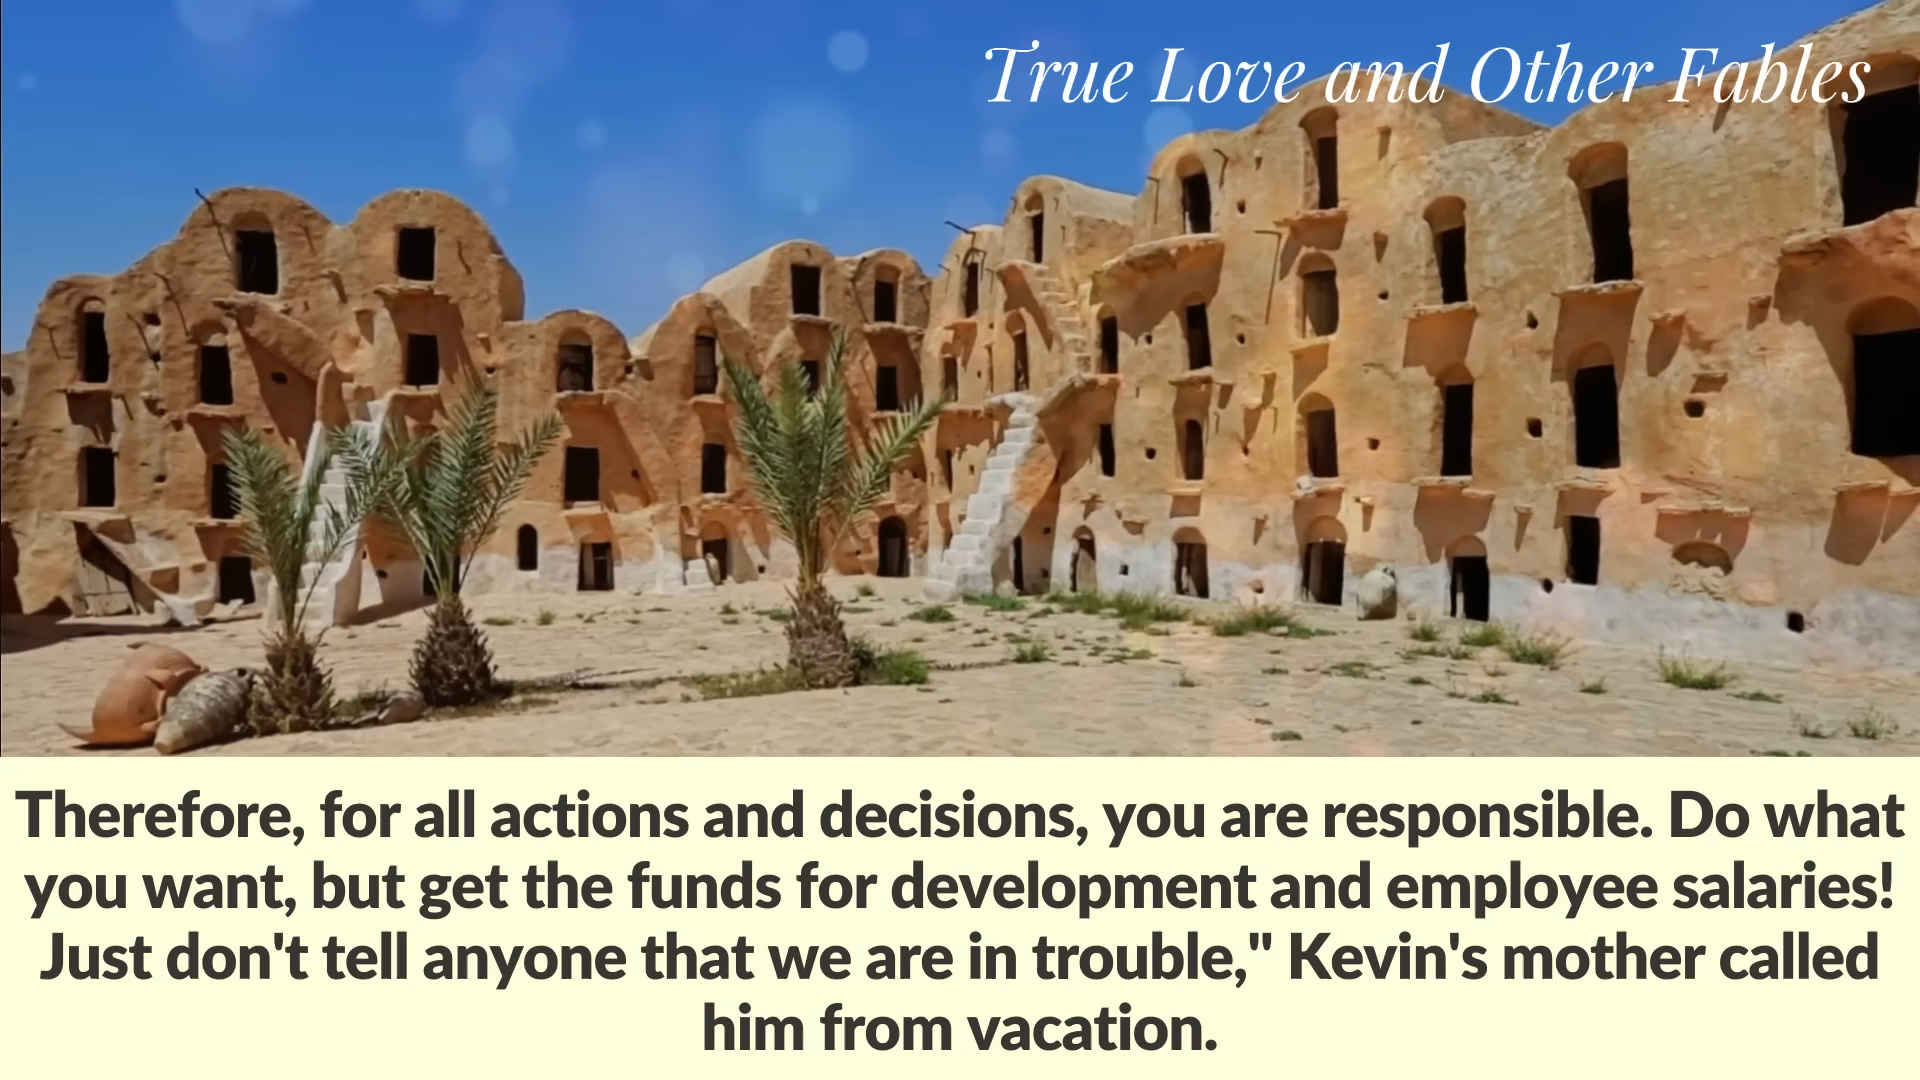 True Love and Other Fables
Therefore, for all actions and decisions, you are responsible. Do what
you want, but get the funds for development and employee salaries!
Just don't tell anyone that we are in trouble," Kevin's mother called
him from vacation.